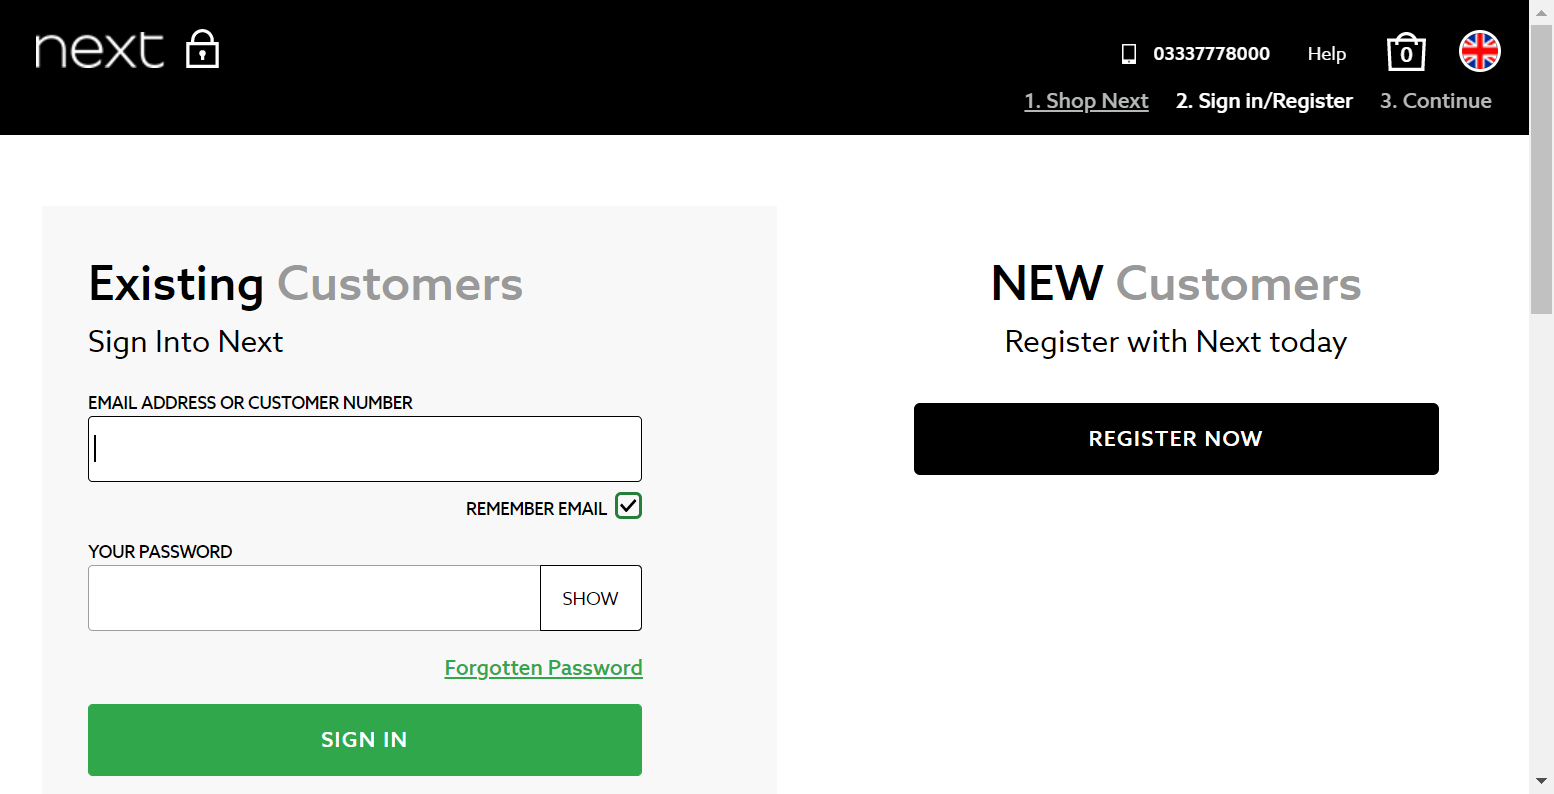 next
03337778000 Help 0
1. Shop Next 2. Sign in/Register 3. Continue
Existing Customers
Sign Into Next
EMAIL ADDRESS OR CUSTOMER NUMBER
REMEMBER EMAIL
YOUR PASSWORD
SHOW
Forgotten Password
SIGN IN
NEW Customers
Register with Next today
REGISTER NOW